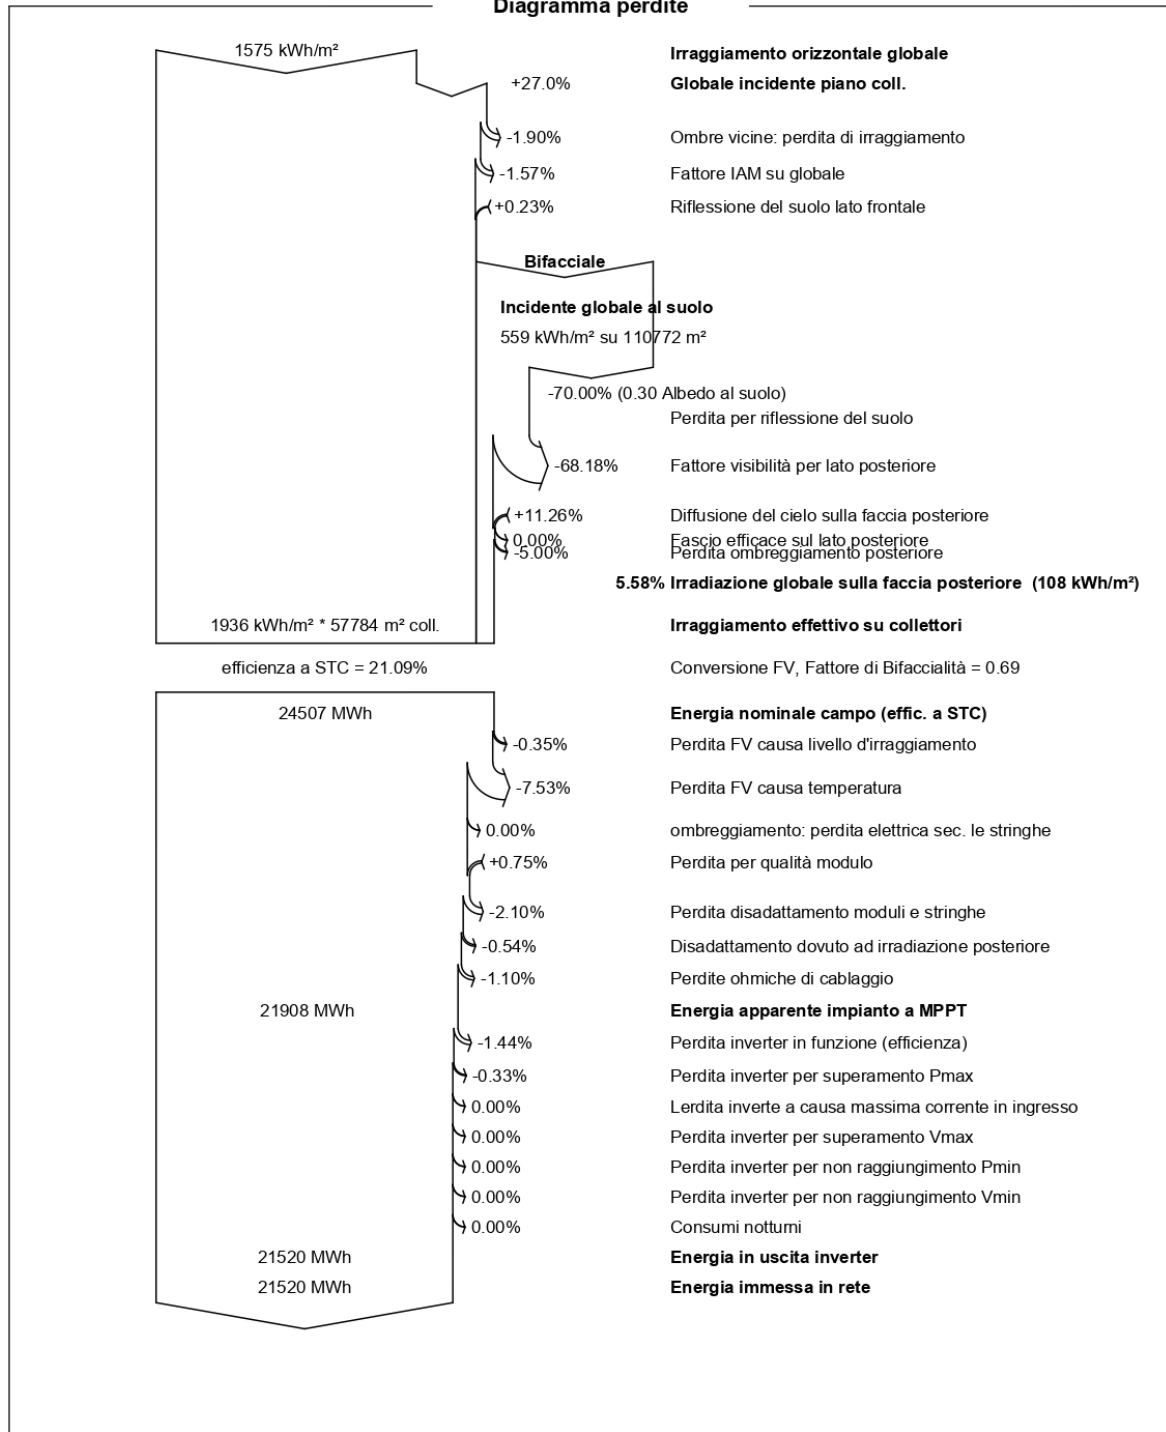 Diagramma perdite
1575 kWh/m²
Irraggiamento orizzontale globale
+27.0%
Globale incidente piano coll.
-1.90%
Ombre vicine: perdita di irraggiamento
-1.57%
Fattore IAM su globale
+0.23%
Riflessione del suolo lato frontale
Bifacciale
Incidente globale al suolo
559 kWh/m² su 110772 m²
-70.00% (0.30 Albedo al suolo)
Perdita per riflessione del suolo
-68.18%
Fattore visibilità per lato posteriore
+11.26%
Diffusione del cielo sulla faccia posteriore
0.00%
Fascio efficace sul lato posteriore
-5.00%
Perdita ombreggiamento posteriore
5.58% Irradiazione globale sulla faccia posteriore (108 kWh/m²)
1936 kWh/m² * 57784 m² coll.
Irraggiamento effettivo su collettori
efficienza a STC = 21.09%
Conversione FV, Fattore di Bifaccialità = 0.69
24507 MWh
Energia nominale campo (effic. a STC)
-0.35%
Perdita FV causa livello d'irraggiamento
-7.53%
Perdita FV causa temperatura
0.00%
ombreggiamento: perdita elettrica sec. le stringhe
+0.75%
Perdita per qualità modulo
-2.10%
Perdita disadattamento moduli e stringhe
-0.54%
Disadattamento dovuto ad irradiazione posteriore
-1.10%
Perdite ohmiche di cablaggio
21908 MWh
Energia apparente impianto a MPPT
-1.44%
Perdita inverter in funzione (efficienza)
-0.33%
Perdita inverter per superamento Pmax
0.00%
Lerdita inverte a causa massima corrente in ingresso
0.00%
Perdita inverter per superamento Vmax
0.00%
Perdita inverter per non raggiungimento Pmin
0.00%
Perdita inverter per non raggiungimento Vmin
0.00%
Consumi notturni
21520 MWh
Energia in uscita inverter
21520 MWh
Energia immessa in rete